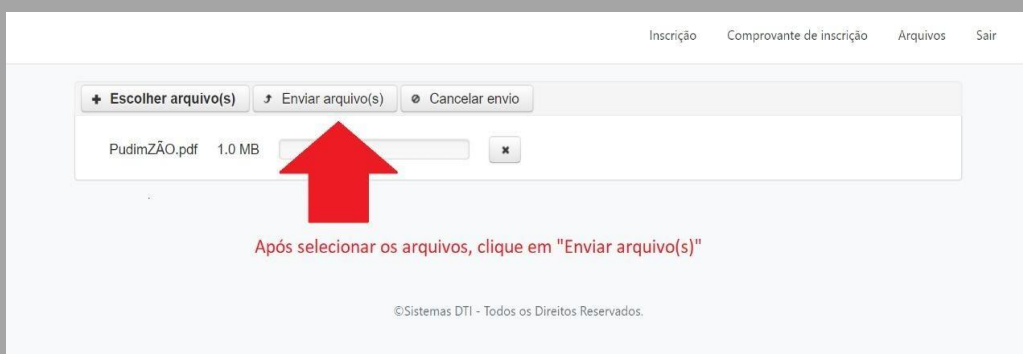 Inscrição Comprovante de inscrição Arquivos Sair
Escolher arquivo(s) Enviar arquivo(s) Cancelar envio
PudimZÃO.pdf 1.0 MB
Após selecionar os arquivos, clique em "Enviar arquivo(s)"
©Sistemas DTI - Todos os Direitos Reservados.